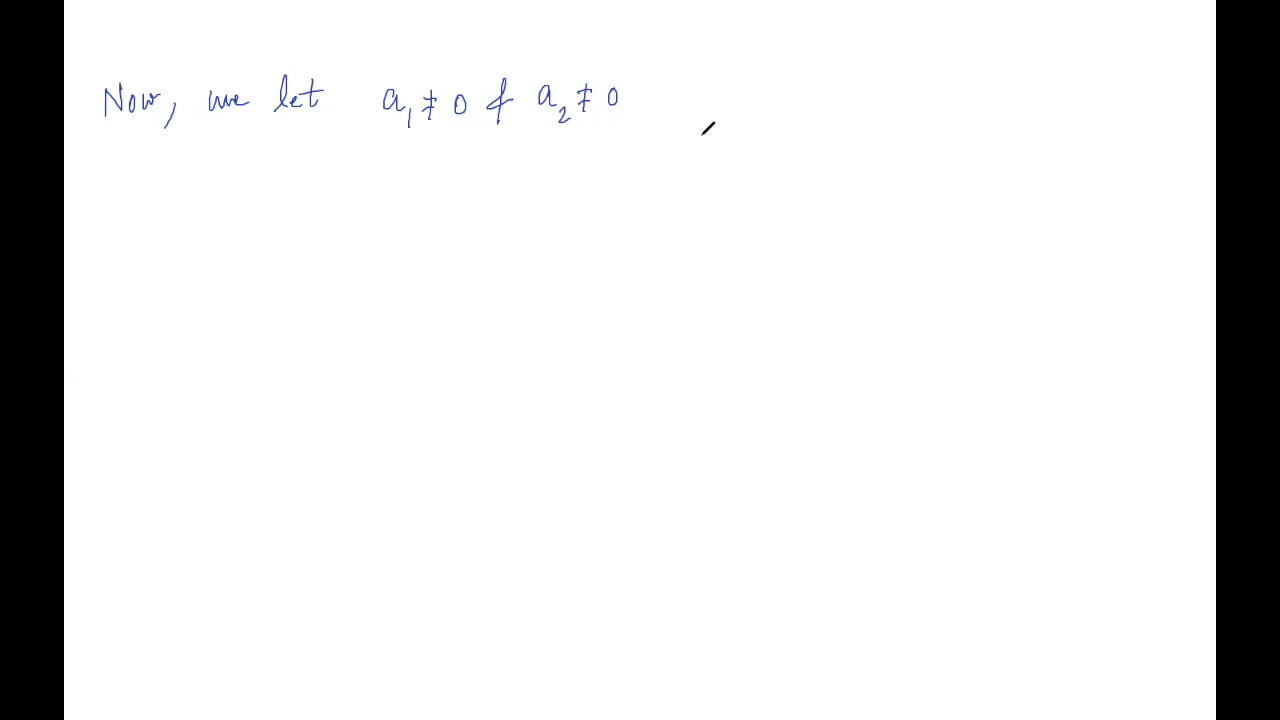 Now, we let a₁ ≠ 0 & a₂ ≠ 0